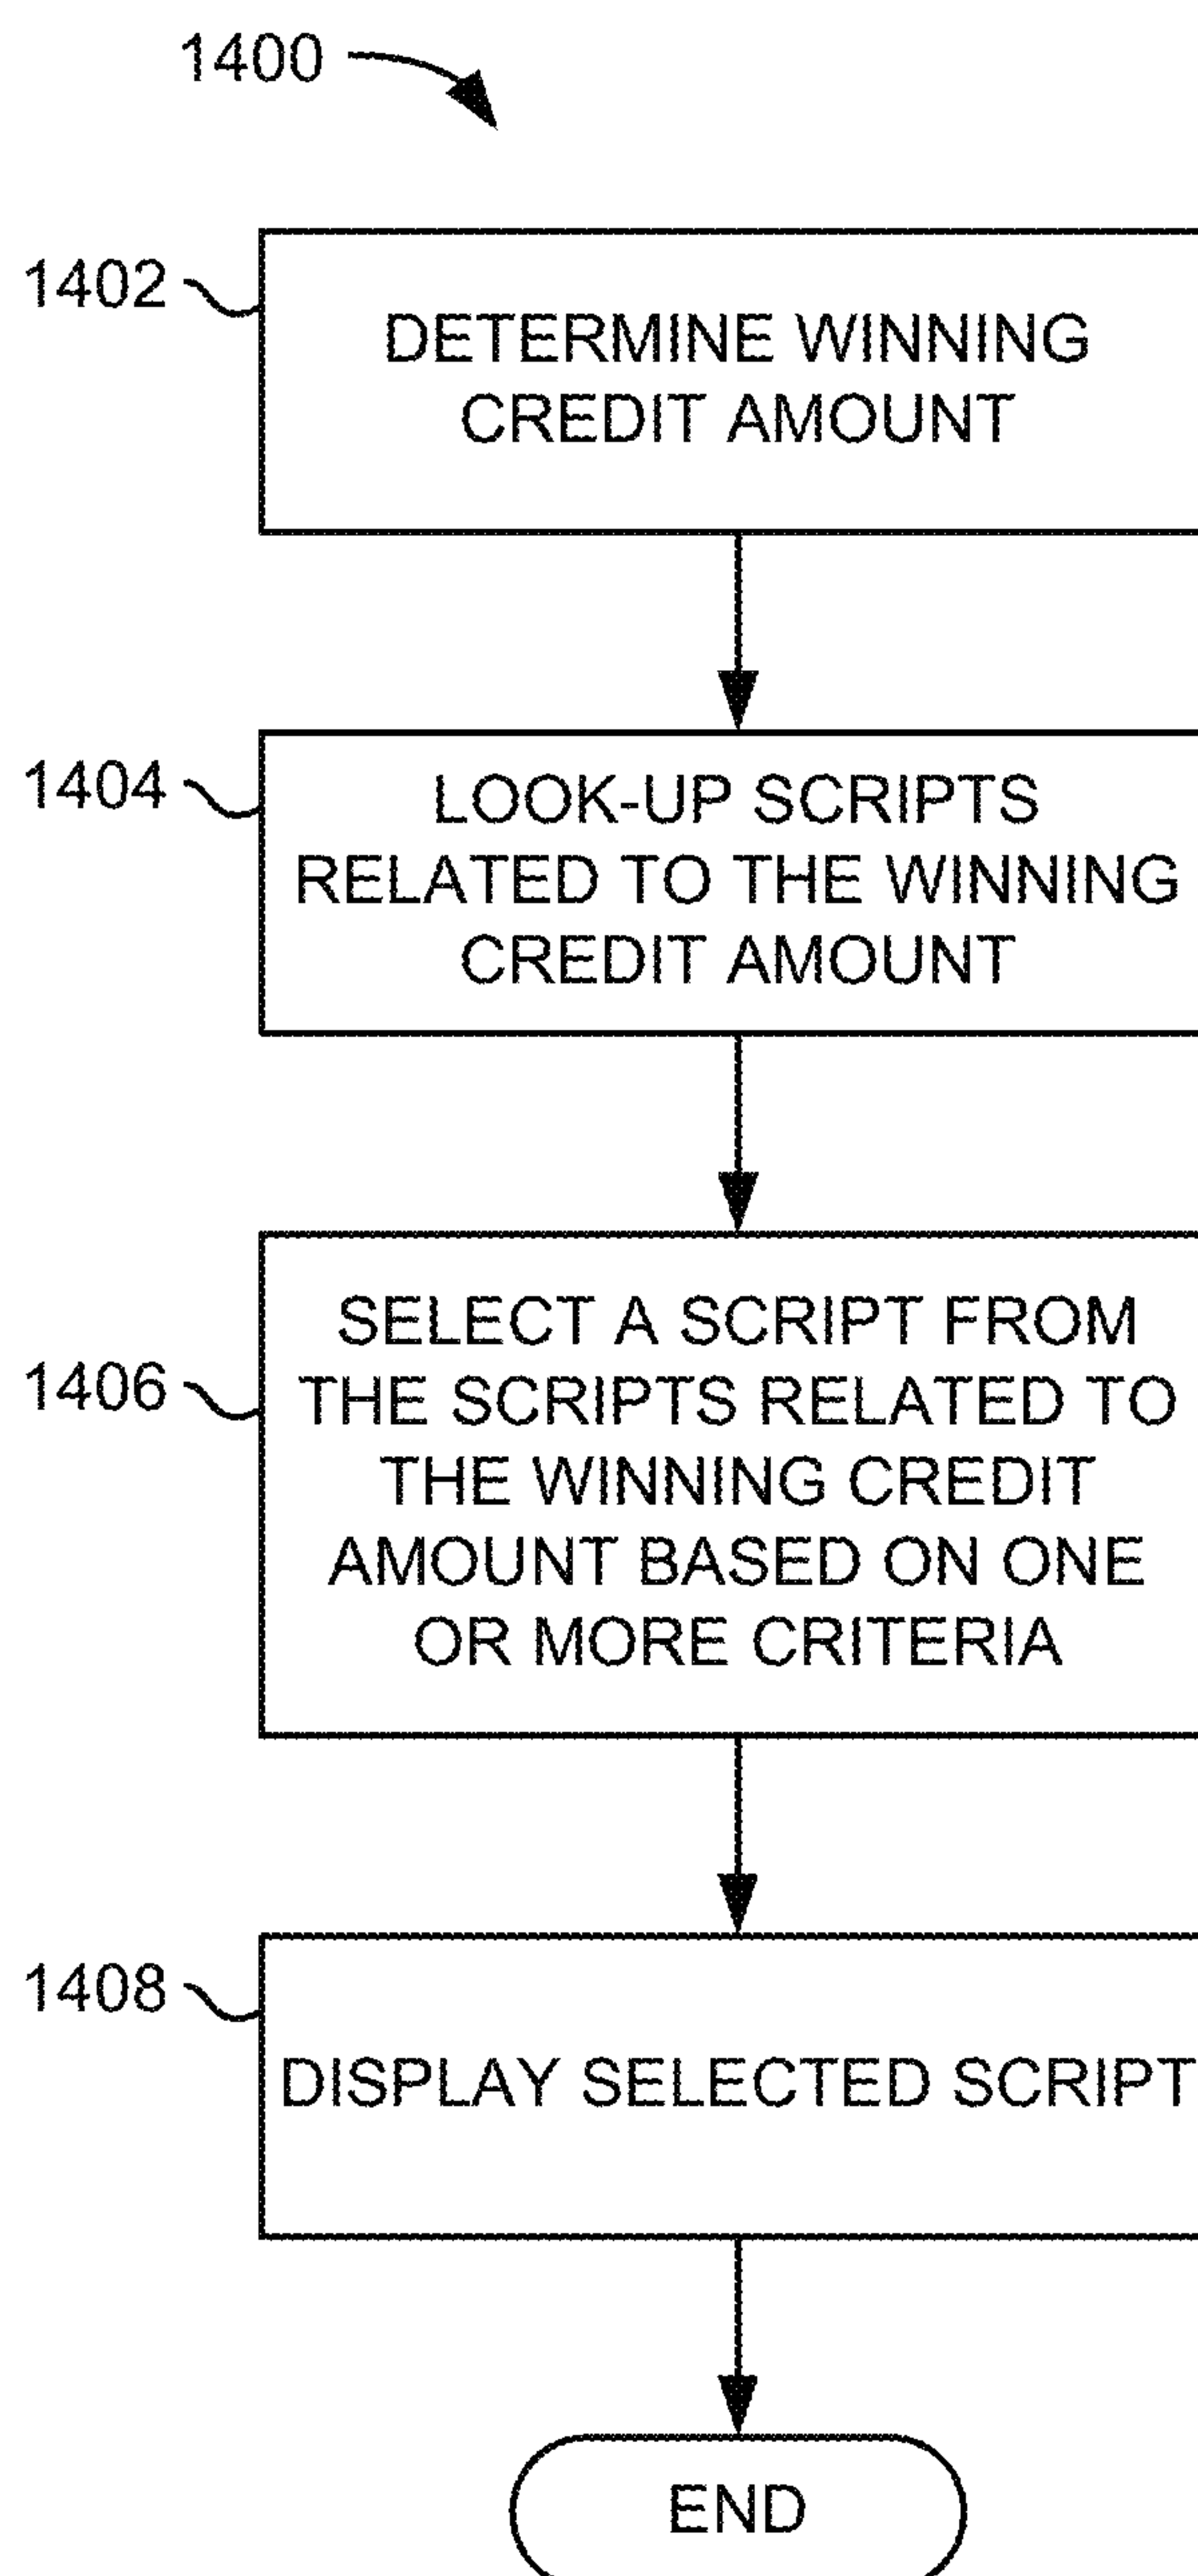 1400
1402
DETERMINE WINNING
CREDIT AMOUNT
1404
LOOK-UP SCRIPTS
RELATED TO THE WINNING
CREDIT AMOUNT
1406
SELECT A SCRIPT FROM
THE SCRIPTS RELATED TO
THE WINNING CREDIT
AMOUNT BASED ON ONE
OR MORE CRITERIA
1408
DISPLAY SELECTED SCRIPT
END